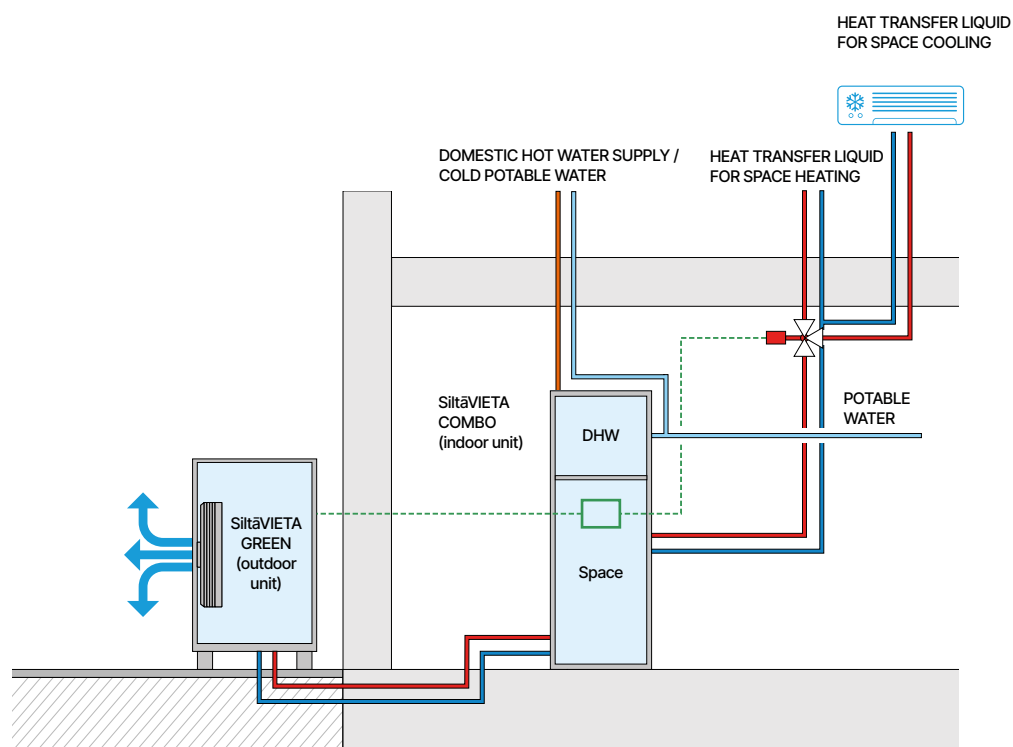 HEAT TRANSFER LIQUID
FOR SPACE COOLING
DOMESTIC HOT WATER SUPPLY /
COLD POTABLE WATER
HEAT TRANSFER LIQUID
FOR SPACE HEATING
SiltāVIETA
COMBO
(indoor unit)
DHW
POTABLE
WATER
SiltāVIETA
GREEN
(outdoor
unit)
Space